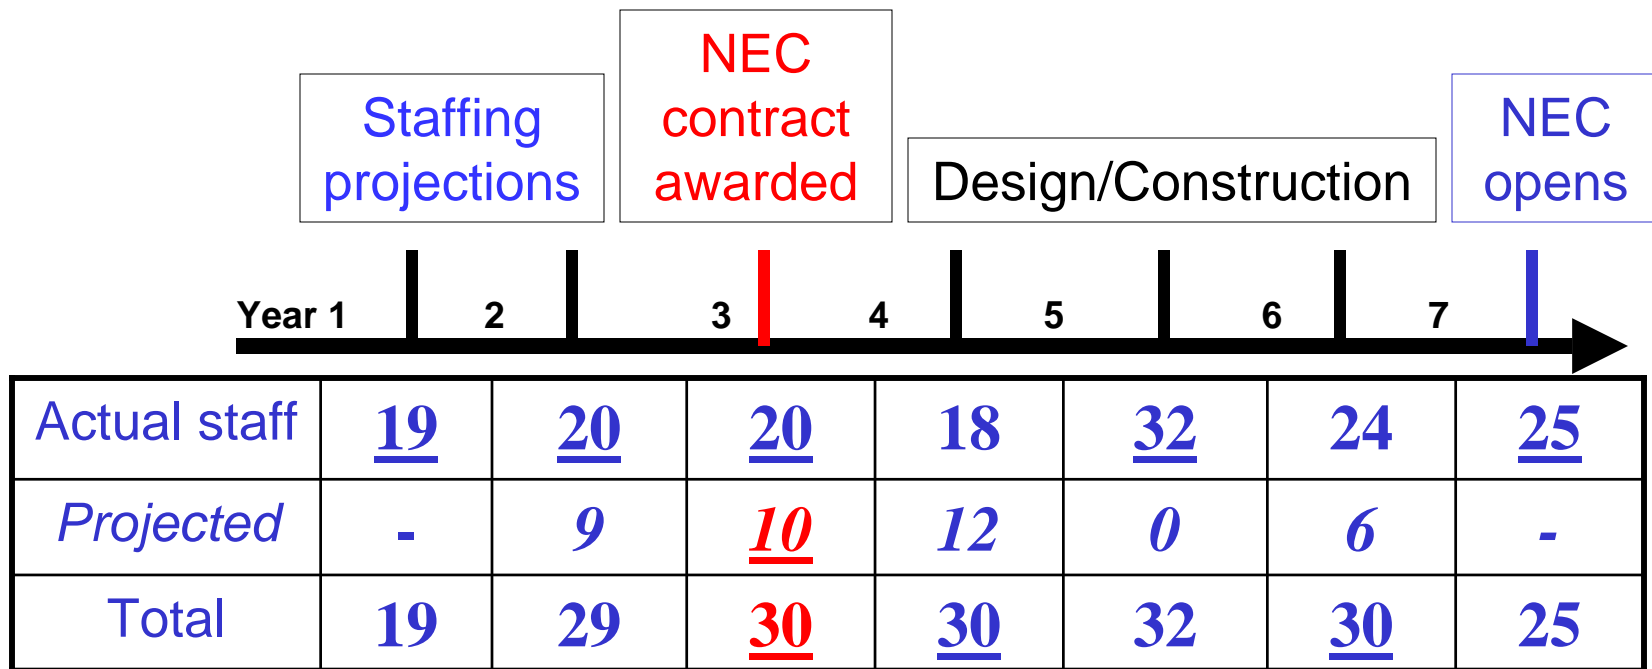 NEC
contract
awarded
Staffing
projections
Design/Construction
NEC
opens
Year 1 2 3 4 5 6 7
Actual staff 19 20 20 18 32 24 25
Projected - 9 10 12 0 6 -
Total 19 29 30 30 32 30 25